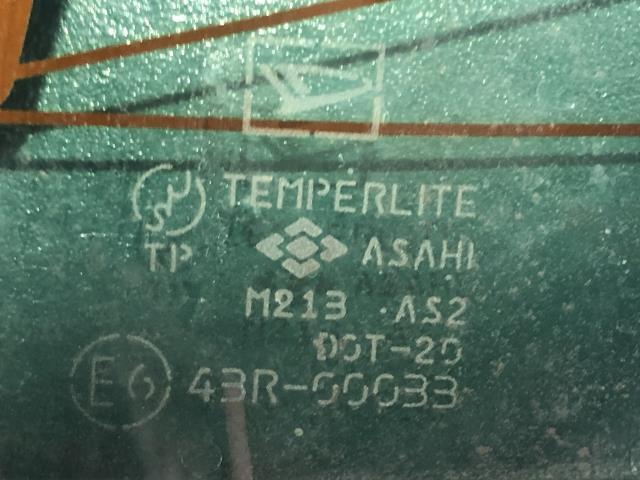 TEMPERLITE
TP ASAHI
M213 · AS2
DOT-20
E6 43R-00033